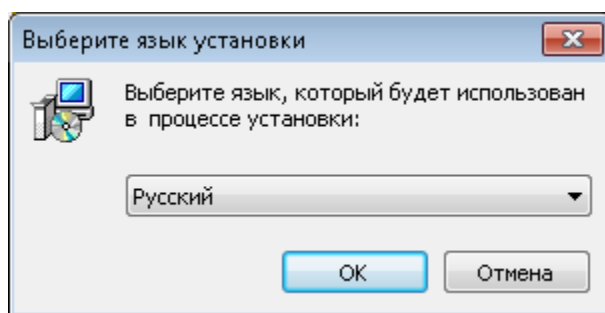 Выберите язык установки
Выберите язык, который будет использован
в процессе установки:
Русский
OK
Отмена